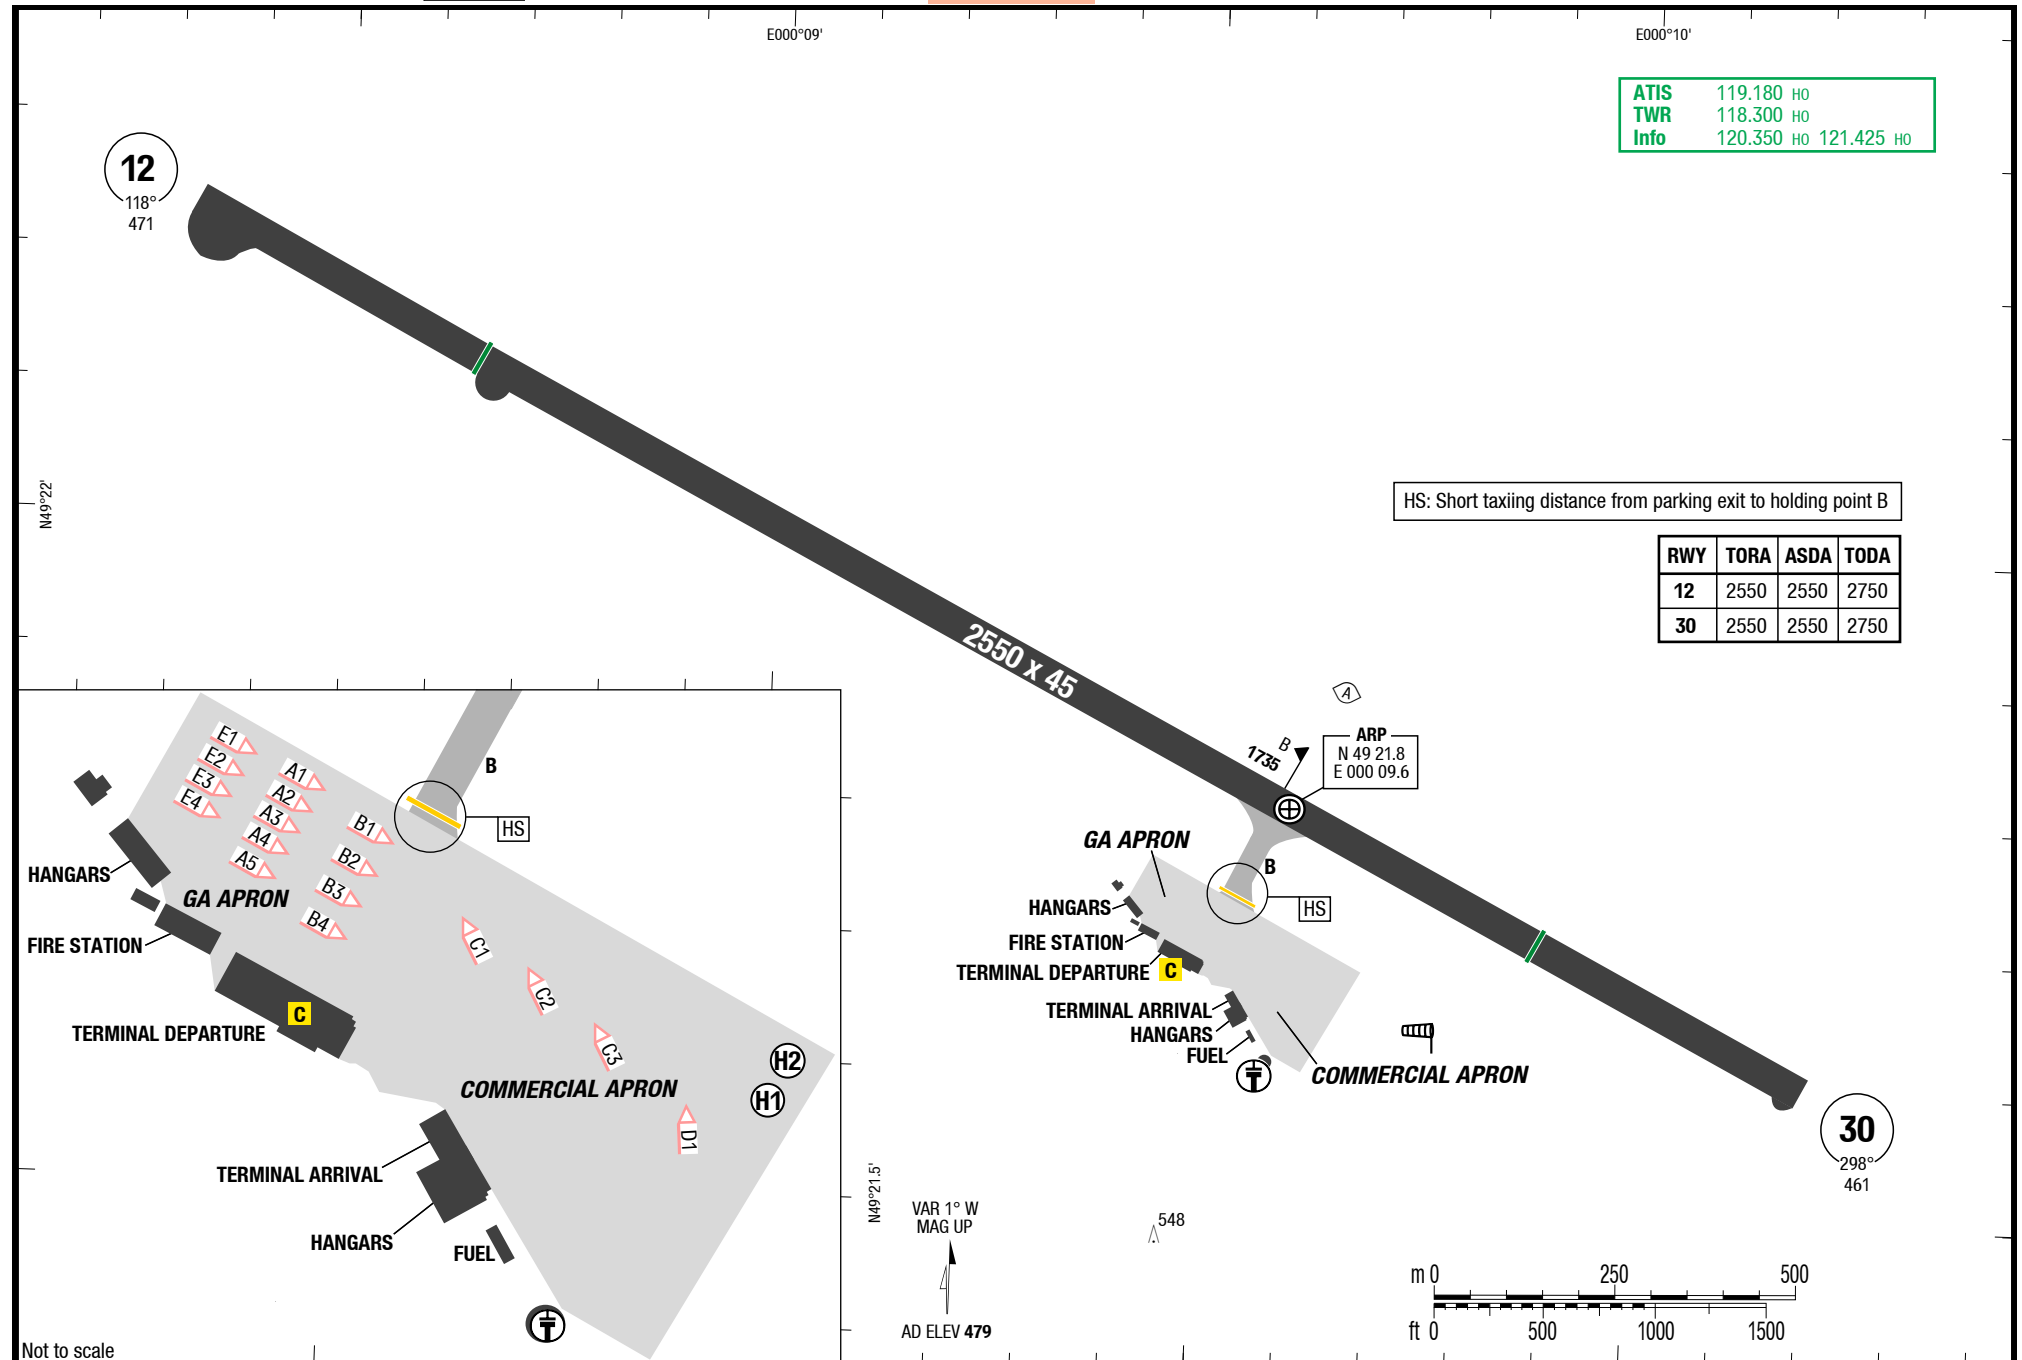 E000°09'
E000°10'
ATIS 119.180 HO
TWR 118.300 HO
Info 120.350 HO 121.425 HO
12
118°
471
N49°22'
HS: Short taxiing distance from parking exit to holding point B
RWY TORA ASDA TODA
12 2550 2550 2750
30 2550 2550 2750
2550 x 45
A
B
1735
ARP
N 49 21.8
E 000 09.6
GA APRON
B
HS
HANGARS
FIRE STATION
TERMINAL DEPARTURE C
TERMINAL ARRIVAL
HANGARS
FUEL
T
COMMERCIAL APRON
30
298°
461
E1
E2
E3
E4
A1
A2
A3
A4
A5
B1
B2
B3
B4
B
HS
HANGARS
GA APRON
FIRE STATION
C1
C2
C3
C
TERMINAL DEPARTURE
COMMERCIAL APRON
H2
H1
D1
TERMINAL ARRIVAL
HANGARS
FUEL
T
Not to scale
N49°21.5'
VAR 1° W
MAG UP
AD ELEV 479
548
m 0 250 500
ft 0 500 1000 1500